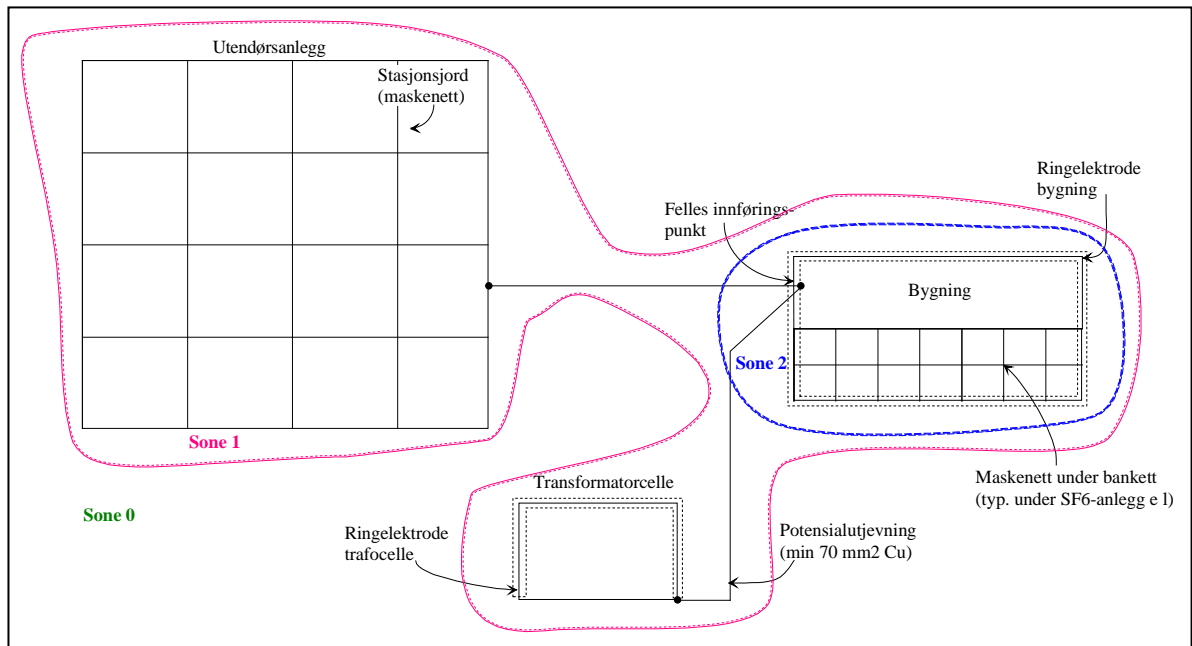 Utendørsanlegg
Stasjonsjord
(maskenett)
Ringelektrode
bygning
Felles innførings-
punkt
Bygning
Sone 2
Sone 1
Maskenett under bankett
(typ. under SF6-anlegg e l)
Transformatorcelle
Sone 0
Ringelektrode
trafocelle
Potensialutjevning
(min 70 mm2 Cu)